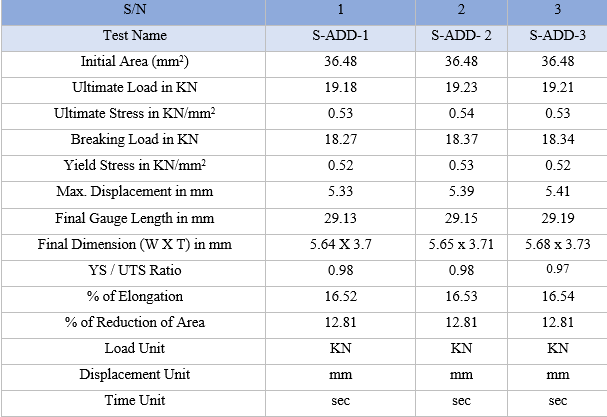 S/N 1 2 3
Test Name S-ADD-1 S-ADD- 2 S-ADD-3
Initial Area (mm²) 36.48 36.48 36.48
Ultimate Load in KN 19.18 19.23 19.21
Ultimate Stress in KN/mm² 0.53 0.54 0.53
Breaking Load in KN 18.27 18.37 18.34
Yield Stress in KN/mm² 0.52 0.53 0.52
Max. Displacement in mm 5.33 5.39 5.41
Final Gauge Length in mm 29.13 29.15 29.19
Final Dimension (W X T) in mm 5.64 X 3.7 5.65 x 3.71 5.68 x 3.73
YS / UTS Ratio 0.98 0.98 0.97
% of Elongation 16.52 16.53 16.54
% of Reduction of Area 12.81 12.81 12.81
Load Unit KN KN KN
Displacement Unit mm mm mm
Time Unit sec sec sec